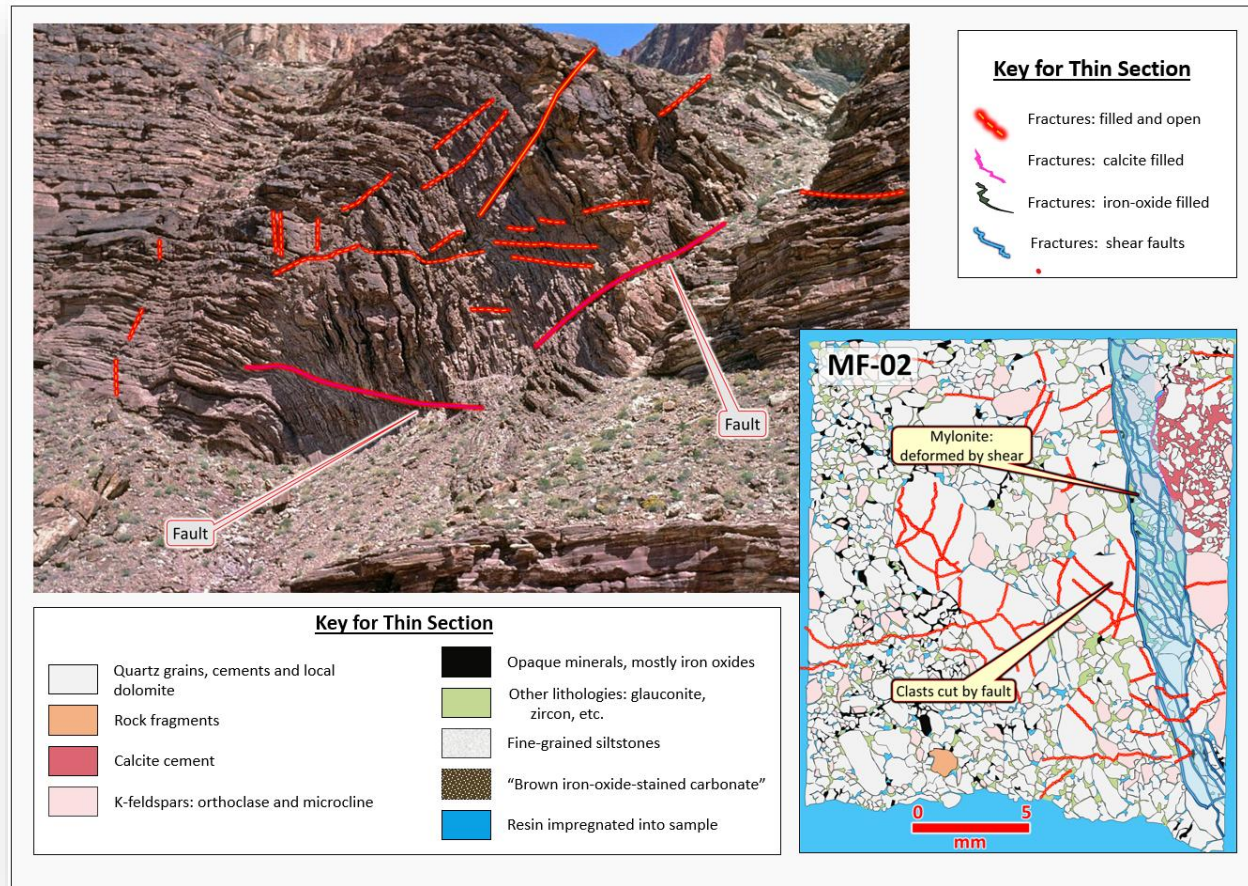 Fault
Fault
Key for Thin Section
Fractures: filled and open
Fractures: calcite filled
Fractures: iron-oxide filled
Fractures: shear faults
MF-02
Mylonite:
deformed by shear
Clasts cut by fault
0 5
mm
Key for Thin Section
Quartz grains, cements and local
dolomite
Rock fragments
Calcite cement
K-feldspars: orthoclase and microcline
Opaque minerals, mostly iron oxides
Other lithologies: glauconite,
zircon, etc.
Fine-grained siltstones
“Brown iron-oxide-stained carbonate”
Resin impregnated into sample